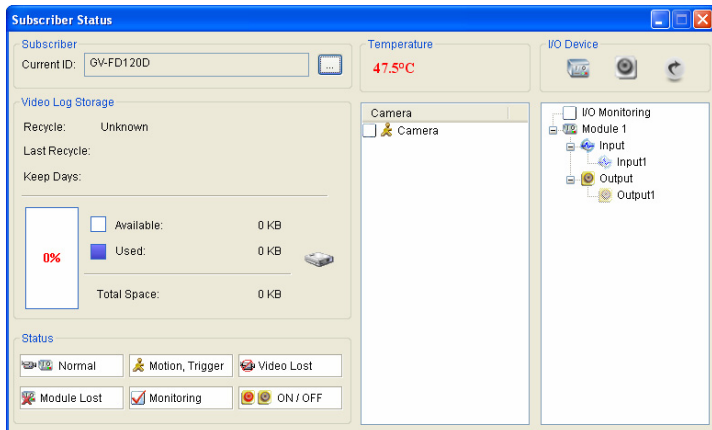 Subscriber Status
Subscriber
Current ID: GV-FD120D ...
Temperature
47.5°C
I/O Device
Video Log Storage
Recycle: Unknown
Last Recycle:
Keep Days:
0%
Available: 0 KB
Used: 0 KB
Total Space: 0 KB
Camera
Camera
I/O Monitoring
Module 1
Input
Input1
Output
Output1
Status
Normal
Motion, Trigger
Video Lost
Module Lost
Monitoring
ON / OFF